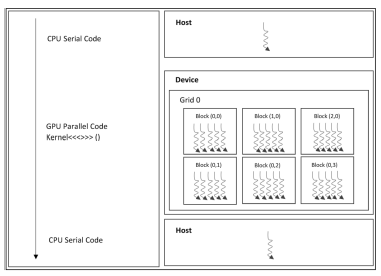 CPU Serial Code
Host
Device
Grid 0
GPU Parallel Code
Kernel<<<>>> ()
Block (0,0)
Block (1,0)
Block (2,0)
Block (0,1)
Block (0,2)
Block (0,3)
CPU Serial Code
Host